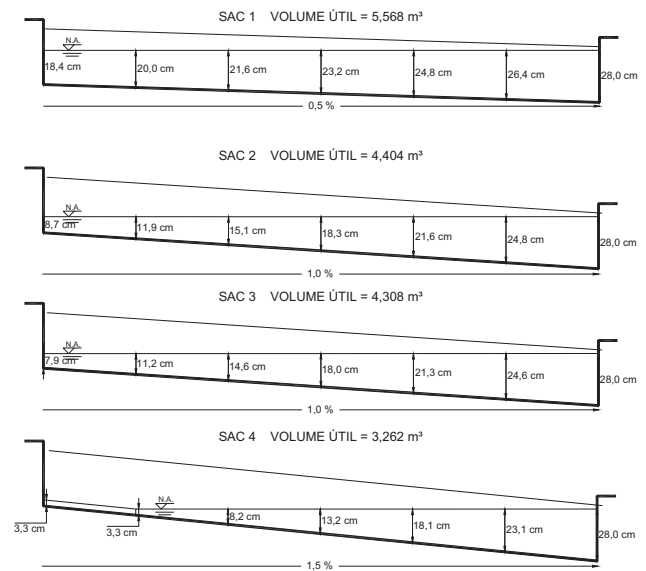 SAC 1 VOLUME ÚTIL = 5,568 m³
N.A.
18,4 cm 20,0 cm 21,6 cm 23,2 cm 24,8 cm 26,4 cm 28,0 cm
0,5 %
SAC 2 VOLUME ÚTIL = 4,404 m³
N.A.
8,7 cm 11,9 cm 15,1 cm 18,3 cm 21,6 cm 24,8 cm 28,0 cm
1,0 %
SAC 3 VOLUME ÚTIL = 4,308 m³
N.A.
7,9 cm 11,2 cm 14,6 cm 18,0 cm 21,3 cm 24,6 cm 28,0 cm
1,0 %
SAC 4 VOLUME ÚTIL = 3,262 m³
N.A.
3,3 cm 3,3 cm 8,2 cm 13,2 cm 18,1 cm 23,1 cm 28,0 cm
1,5 %